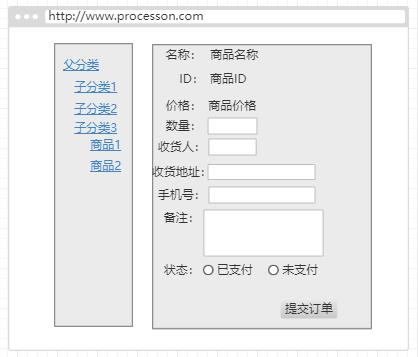 http://www.processon.com
父分类
子分类1
子分类2
子分类3
商品1
商品2
名称： 商品名称
ID： 商品ID
价格： 商品价格
数量：
收货人：
收货地址：
手机号：
备注：
状态： 已支付 未支付
提交订单